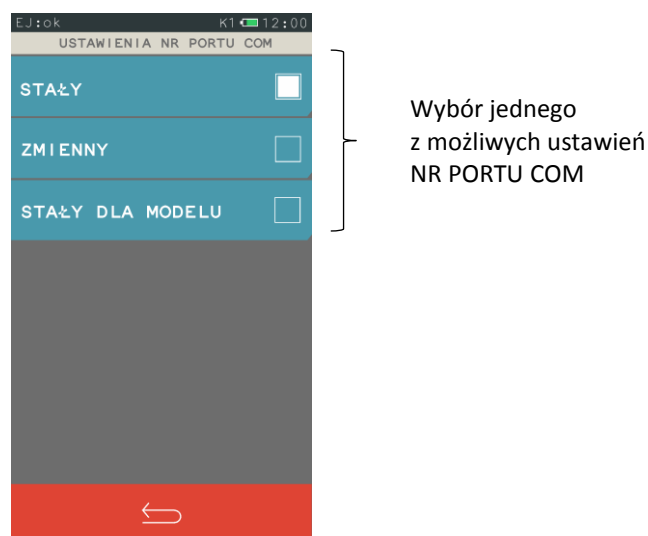 EJ:ok K1 12:00
USTAWIENIA NR PORTU COM
STAŁY
ZMIENNY
STAŁY DLA MODELU
Wybór jednego
z możliwych ustawień
NR PORTU COM